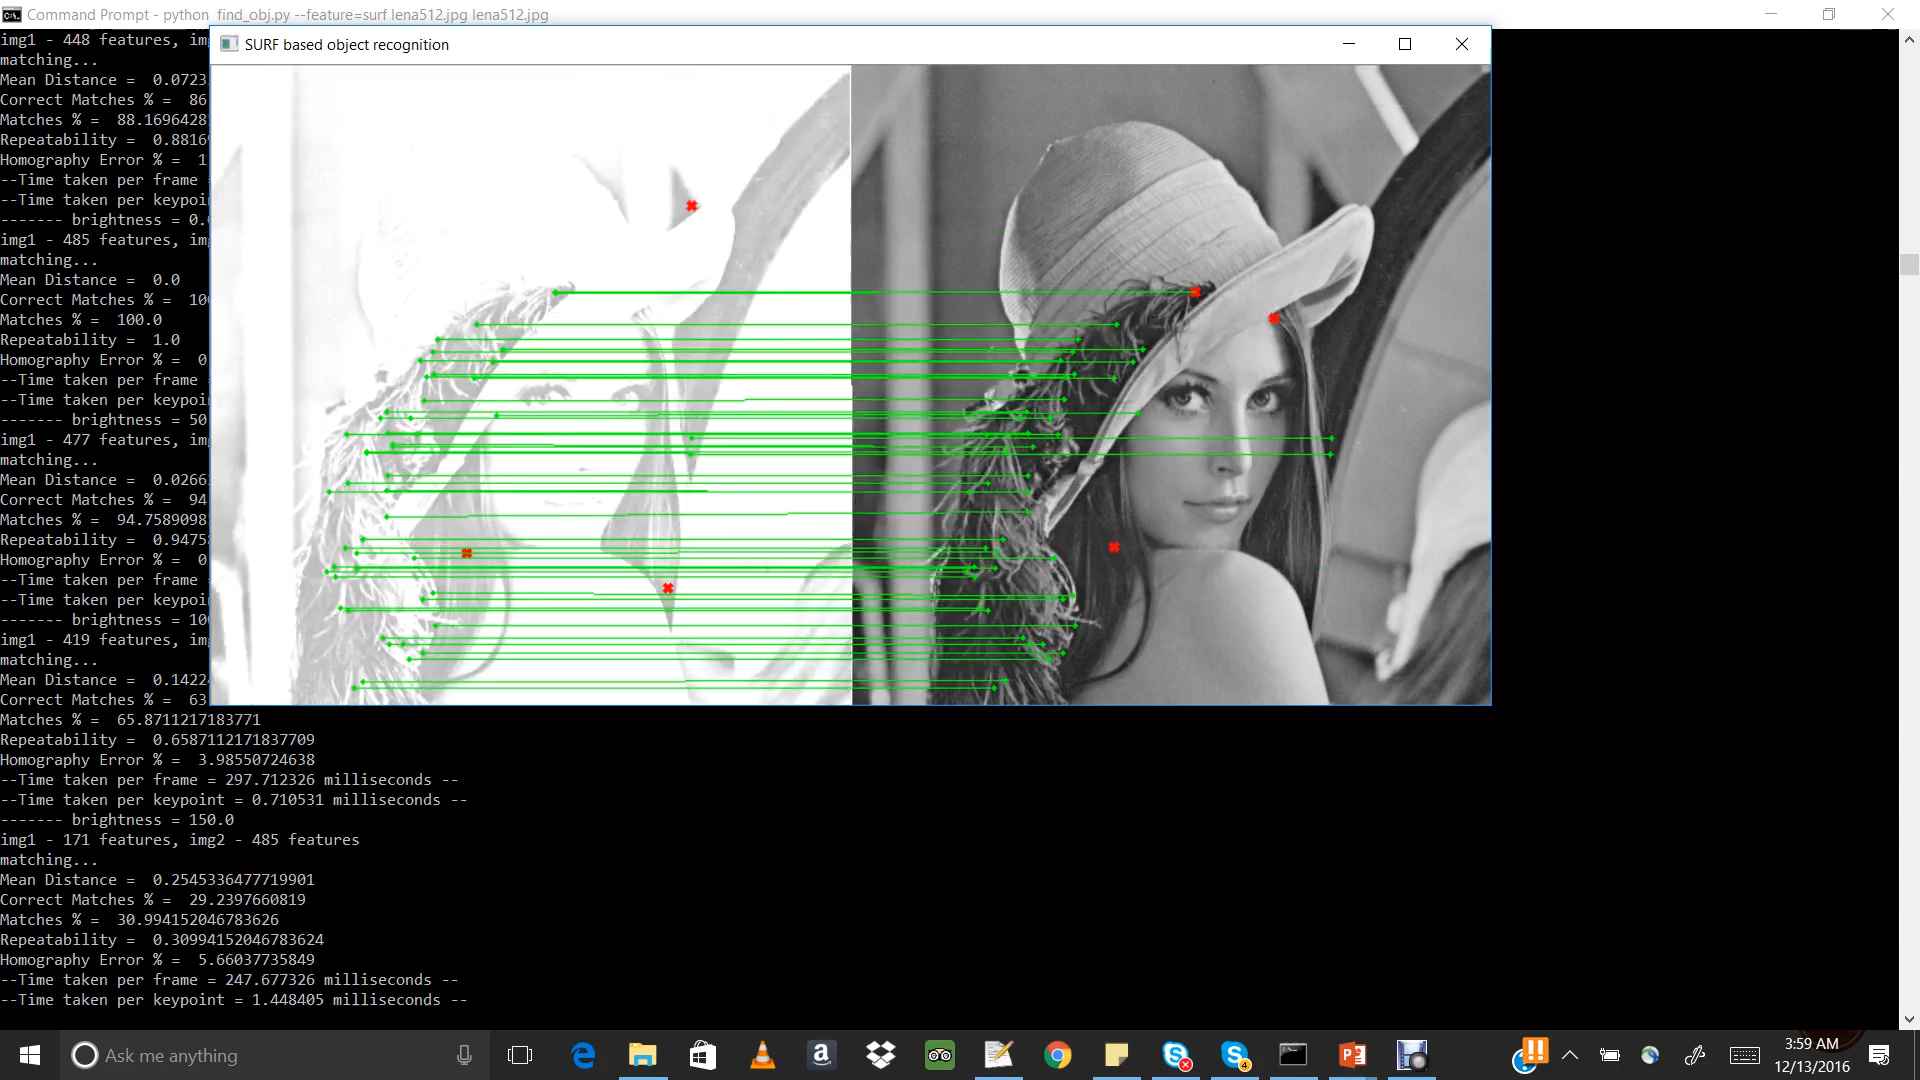 Command Prompt - python  find_obj.py --feature=surf lena512.jpg lena512.jpg
SURF based object recognition
img1 - 448 features, im
matching...
Mean Distance =  0.0723
Correct Matches % =  86
Matches % =  88.1696428
Repeatability =  0.8816
Homography Error % =  1
--Time taken per frame
--Time taken per keypoi
------- brightness = 0.
img1 - 485 features, im
matching...
Mean Distance =  0.0
Correct Matches % =  10
Matches % =  100.0
Repeatability =  1.0
Homography Error % =  0
--Time taken per frame
--Time taken per keypoi
------- brightness = 50
img1 - 477 features, im
matching...
Mean Distance =  0.0266
Correct Matches % =  94
Matches % =  94.7589098
Repeatability =  0.9475
Homography Error % =  0
--Time taken per frame
--Time taken per keypoi
------- brightness = 10
img1 - 419 features, im
matching...
Mean Distance =  0.1422
Correct Matches % =  63
Matches % =  65.8711217183771
Repeatability =  0.6587112171837709
Homography Error % =  3.98550724638
--Time taken per frame = 297.712326 milliseconds --
--Time taken per keypoint = 0.710531 milliseconds --
------- brightness = 150.0
img1 - 171 features, img2 - 485 features
matching...
Mean Distance =  0.2545336477719901
Correct Matches % =  29.2397660819
Matches % =  30.994152046783626
Repeatability =  0.30994152046783624
Homography Error % =  5.66037735849
--Time taken per frame = 247.677326 milliseconds --
--Time taken per keypoint = 1.448405 milliseconds --
Ask me anything
3:59 AM
12/13/2016